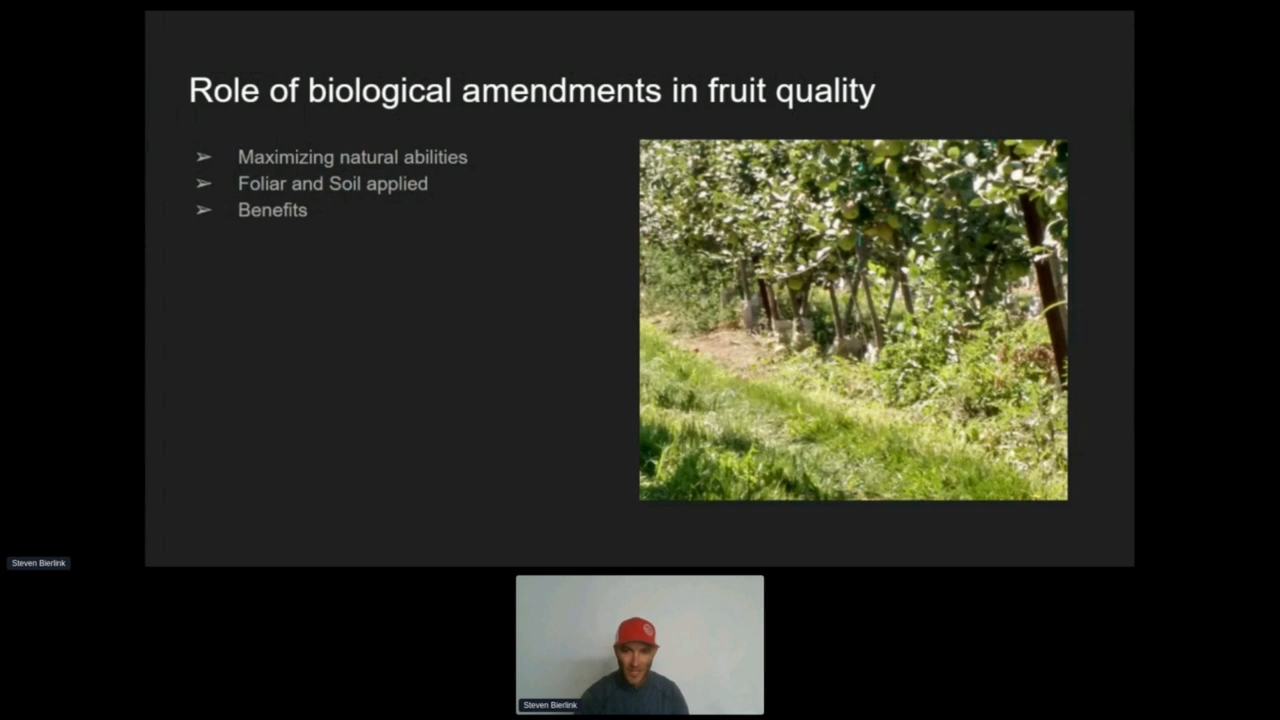 Role of biological amendments in fruit quality
➢ Maximizing natural abilities
➢ Foliar and Soil applied
➢ Benefits
Steven Bierlink
Steven Bierlink